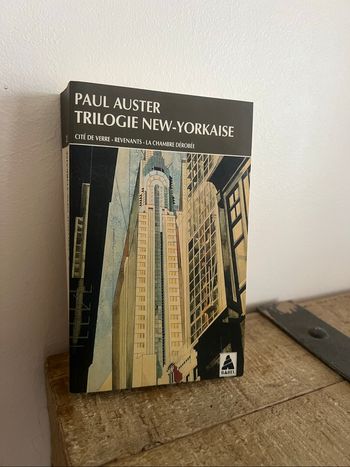 PAUL AUSTER
TRILOGIE NEW-YORKAISE
CITÉ DE VERRE - REVENANTS - LA CHAMBRE DÉROBÉE
BABEL